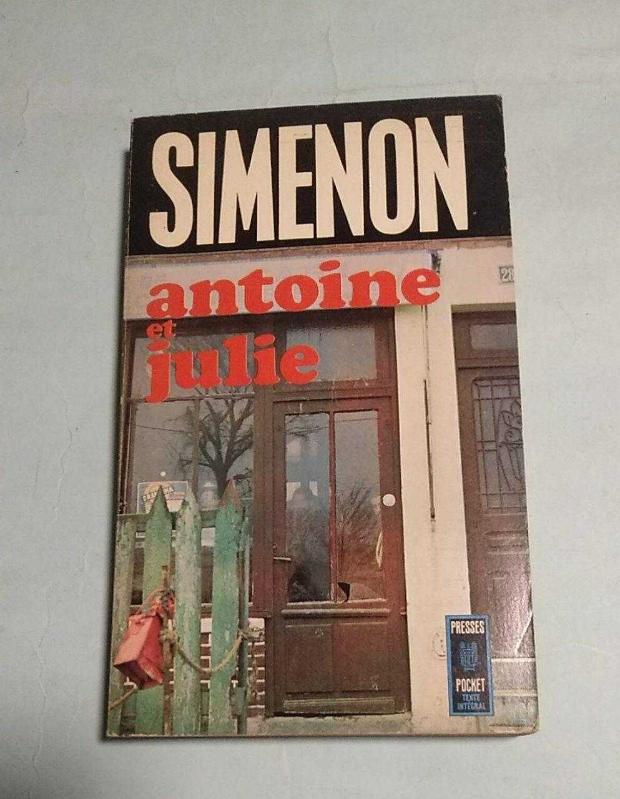 SIMENON
antoine
et
julie
PRESSES
POCKET
TEXTE
INTÉGRAL